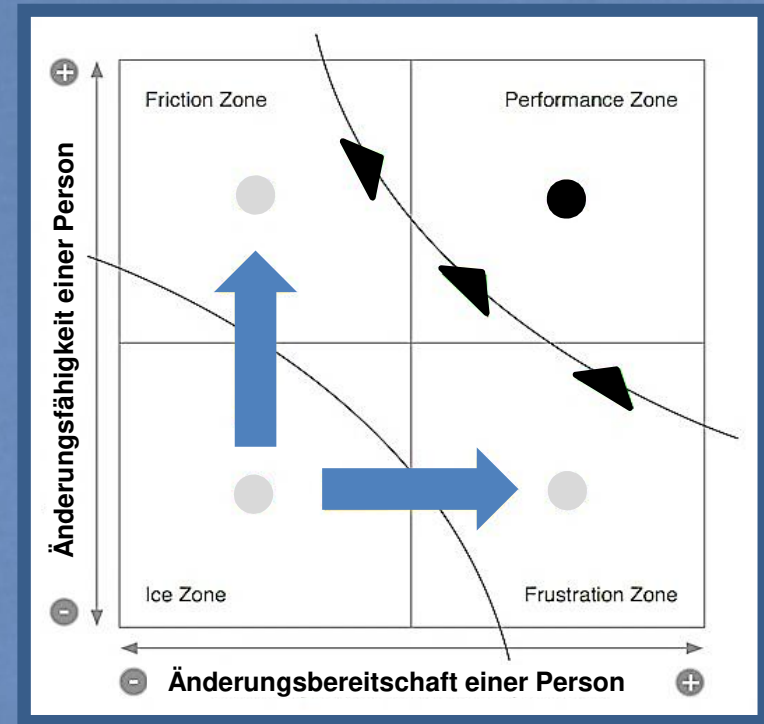 Friction Zone
Performance Zone
Änderungsfähigkeit einer Person
Ice Zone
Frustration Zone
Änderungsbereitschaft einer Person